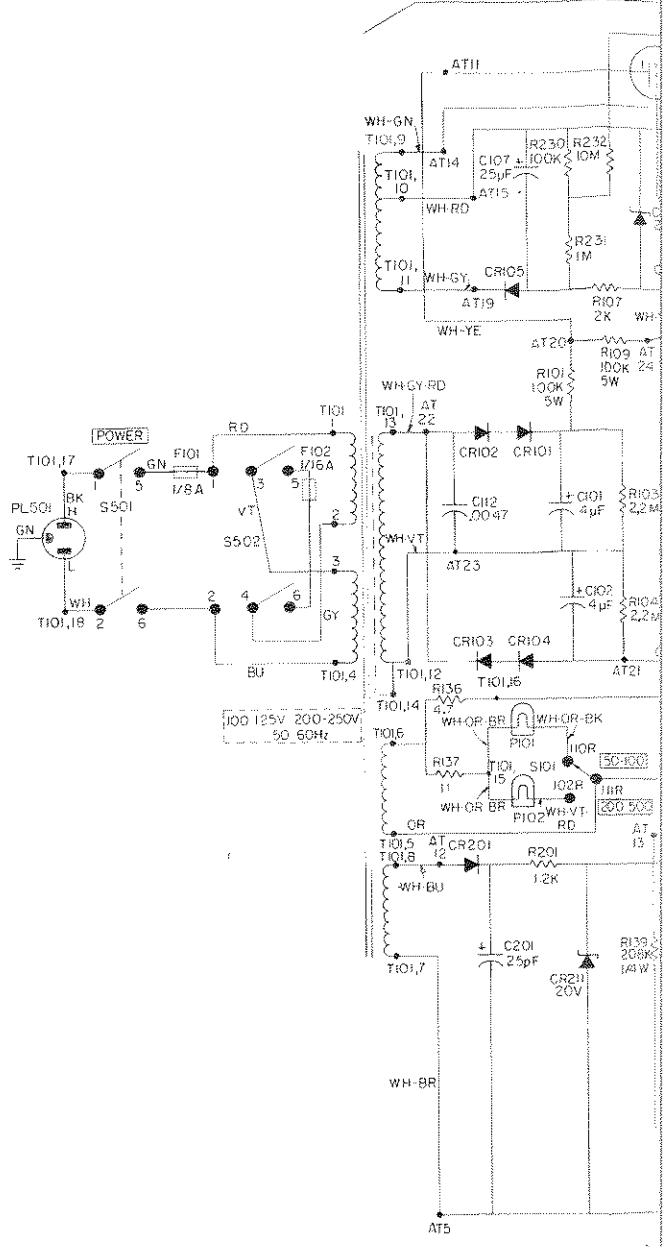 AT11
WH-GN
T101,9
AT14
C107
25µF
+
R230
100K
R232
10M
T101,
10
WH-RD
AT15
R231
1M
T101,
11
WH-GY
AT19
CR105
R107
2K
WH-YE
AT20
R109
100K
5W
AT
24
R101
100K
5W
WH-GY-RD
T101
T101,
13
AT
22
RD
POWER
CR102
CR101
T101,17
GN
F101
1/8A
F102
1/16A
1
5
1
3
5
S501
PL501
BK
H
GN
L
VT
S502
2
3
C112
.0047
+
C101
4µF
R103
2.2M
WH-VT
AT23
+
C102
4µF
R104
2.2M
WH
T101,18
2
6
2
4
6
GY
BU
T101,4
CR103
CR104
AT21
T101,12
T101,16
T101,14
R136
4.7
100-125V 200-250V
50-60Hz
T101,6
WH-OR-BR
WH-OR-BK
P101
110R
S101
50-100
R137
11
T101,
15
102R
111R
200-500
WH-OR-BR
P102
WH-VT-
RD
OR
T101,5
T101,8
AT
12
CR201
R201
1.2K
AT
13
WH-BU
+
C201
25pF
CR211
20V
R139
1/4W
T101,7
WH-BR
AT5